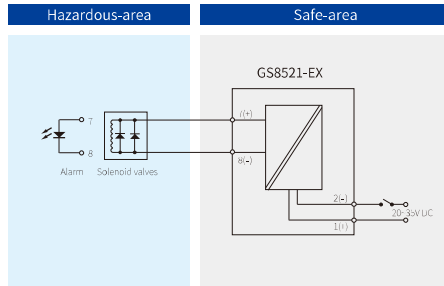 Hazardous-area
Safe-area
GS8521-EX
7(+)
7
8
8(-)
Alarm
Solenoid valves
2(-)
20~35V DC
1(+)